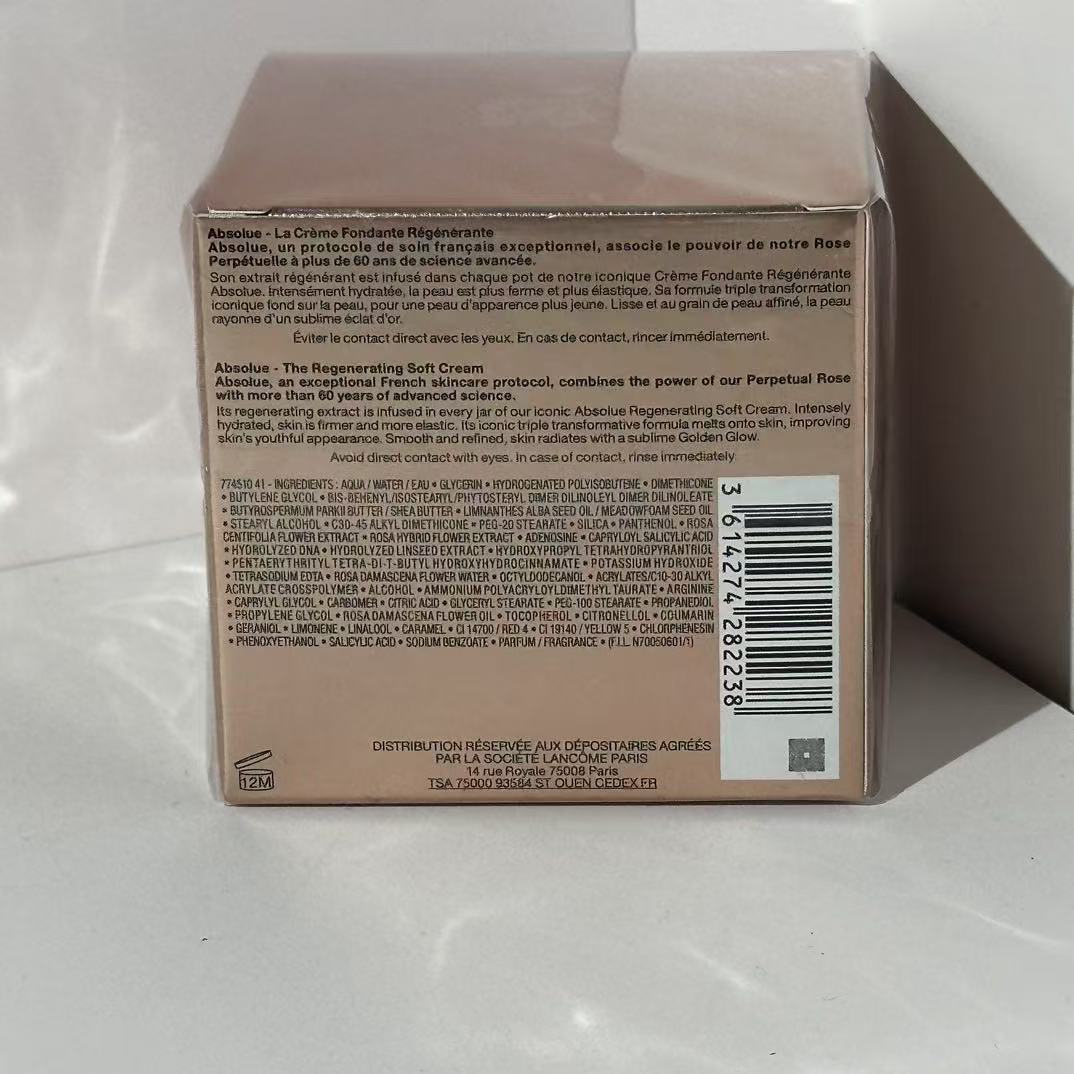 Absolue - La Crème Fondante Régénérante
Absolue, un protocole de soin français exceptionnel, associe le pouvoir de notre Rose
Perpétuelle à plus de 60 ans de science avancée.
Son extrait régénérant est infusé dans chaque pot de notre iconique Crème Fondante Régénérante
Absolue. Intensément hydratée, la peau est plus ferme et plus élastique. Sa formule triple transformation
iconique fond sur la peau, pour une peau d'apparence plus jeune. Lisse et au grain de peau affiné, la peau
rayonne d'un sublime éclat d'or.
Éviter le contact direct avec les yeux. En cas de contact, rincer immédiatement.
Absolue - The Regenerating Soft Cream
Absolue, an exceptional French skincare protocol, combines the power of our Perpetual Rose
with more than 60 years of advanced science.
Its regenerating extract is infused in every jar of our iconic Absolue Regenerating Soft Cream. Intensely
hydrated, skin is firmer and more elastic. Its iconic triple transformative formula melts onto skin, improving
skin's youthful appearance. Smooth and refined, skin radiates with a sublime Golden Glow.
Avoid direct contact with eyes. In case of contact, rinse immediately
774510 41 - INGREDIENTS : AQUA / WATER / EAU • GLYCERIN • HYDROGENATED POLYISOBUTENE • DIMETHICONE
• BUTYLENE GLYCOL • BIS-BEHENYL/ISOSTEARYL/PHYTOSTERYL DIMER DILINOLEYL DIMER DILINOLEATE
• BUTYROSPERMUM PARKII BUTTER / SHEA BUTTER • LIMNANTHES ALBA SEED OIL / MEADOWFOAM SEED OIL
• STEARYL ALCOHOL • C30-45 ALKYL DIMETHICONE • PEG-20 STEARATE • SILICA • PANTHENOL • ROSA
CENTIFOLIA FLOWER EXTRACT • ROSA HYBRID FLOWER EXTRACT • ADENOSINE • CAPRYLOYL SALICYLIC ACID
• HYDROLYZED DNA • HYDROLYZED LINSEED EXTRACT • HYDROXYPROPYL TETRAHYDROPYRANTRIOL
• PENTAERYTHRITYL TETRA-DI-T-BUTYL HYDROXYHYDROCINNAMATE • POTASSIUM HYDROXIDE
• TETRASODIUM EDTA • ROSA DAMASCENA FLOWER WATER • OCTYLDODECANOL • ACRYLATES/C10-30 ALKYL
ACRYLATE CROSSPOLYMER • ALCOHOL • AMMONIUM POLYACRYLOYLDIMETHYL TAURATE • ARGININE
• CAPRYLYL GLYCOL • CARBOMER • CITRIC ACID • GLYCERYL STEARATE • PEG-100 STEARATE • PROPANEDIOL
• PROPYLENE GLYCOL • ROSA DAMASCENA FLOWER OIL • TOCOPHEROL • CITRONELLOL • COUMARIN
• GERANIOL • LIMONENE • LINALOOL • CARAMEL • CI 14700 / RED 4 • CI 19140 / YELLOW 5 • CHLORPHENESIN
• PHENOXYETHANOL • SALICYLIC ACID • SODIUM BENZOATE • PARFUM / FRAGRANCE • (F.I.L. N70050601/1)
3 614274 282238
DISTRIBUTION RÉSERVÉE AUX DÉPOSITAIRES AGRÉÉS
PAR LA SOCIÉTÉ LANCÔME PARIS
14 rue Royale 75008 Paris
TSA 75000 93584 ST OUEN CEDEX FR
12M